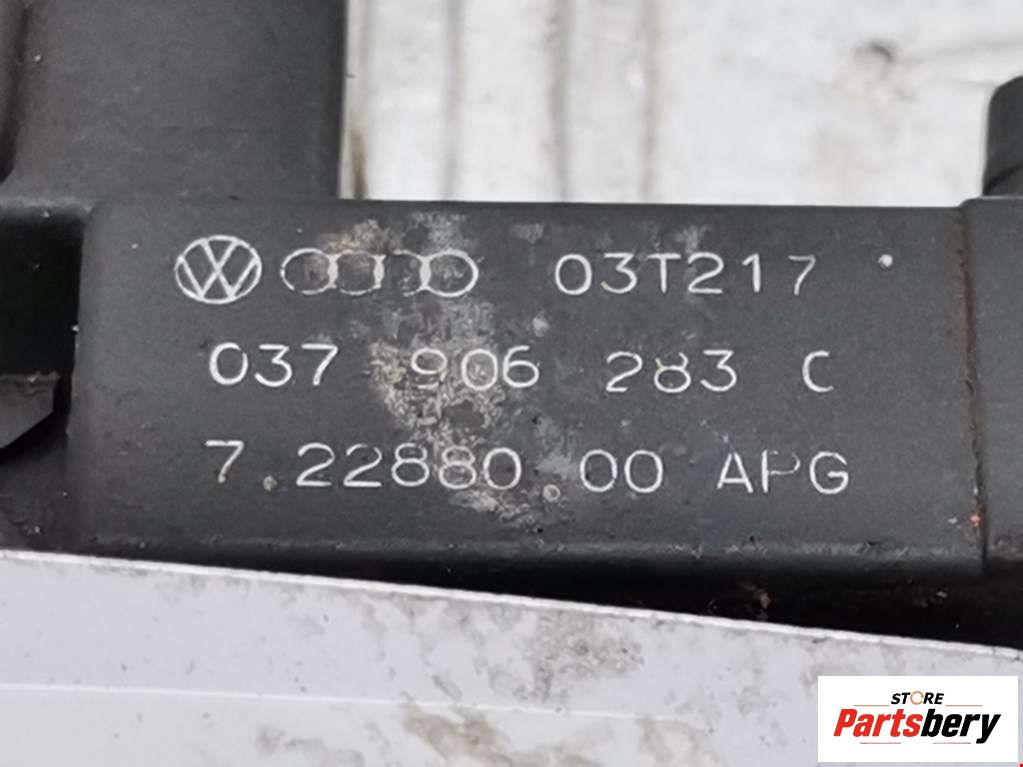 03T217
037 906 283 C
7.22880.00 APG
STORE
Partsbery